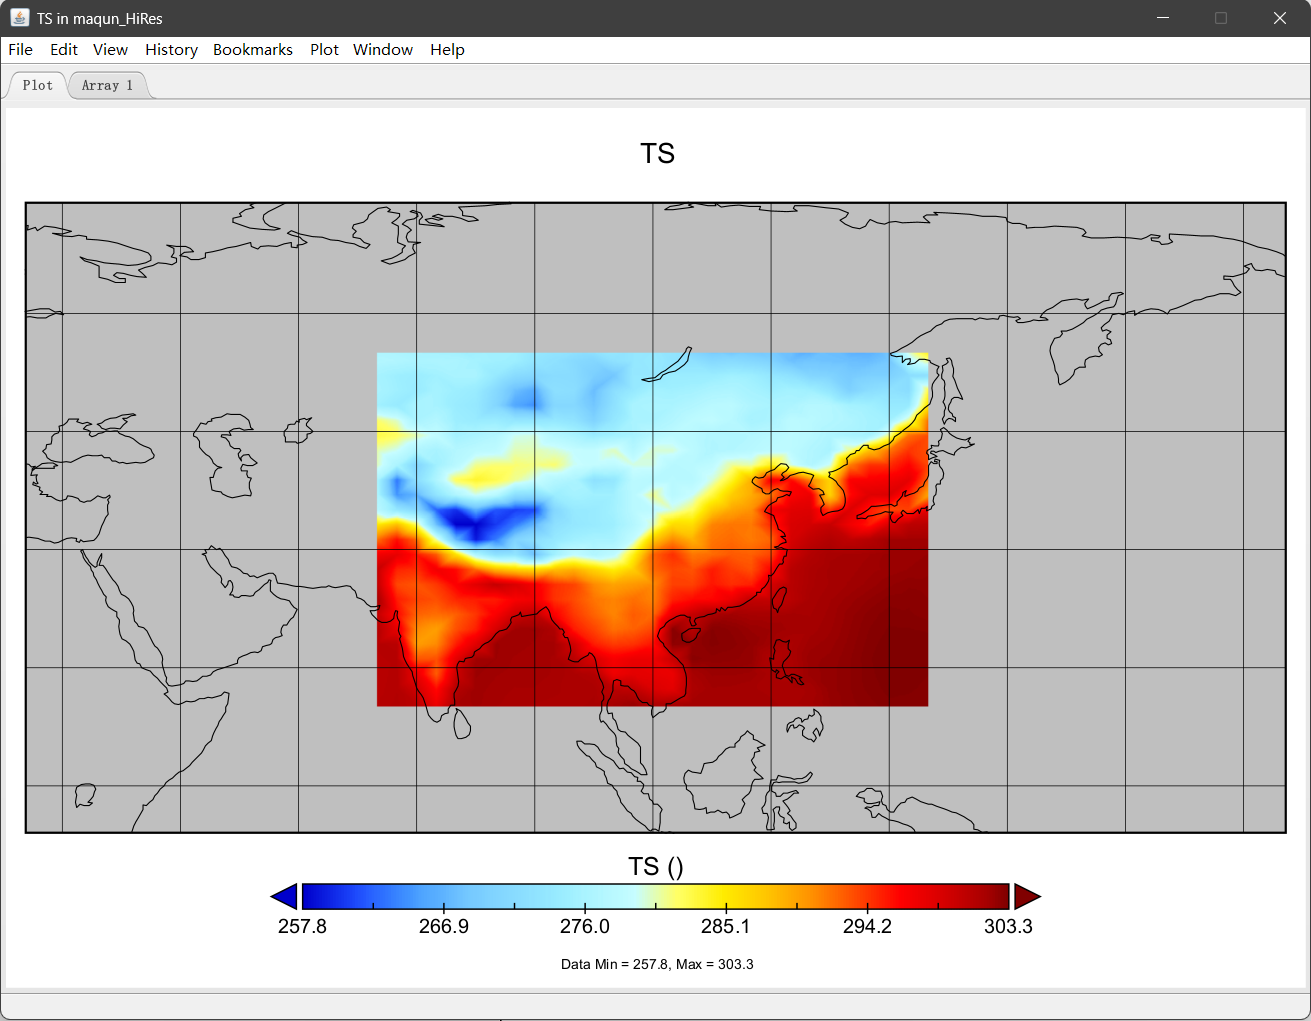 TS in maqun_HiRes
File Edit View History Bookmarks Plot Window Help
Plot Array 1
TS
TS ()
257.8 266.9 276.0 285.1 294.2 303.3
Data Min = 257.8, Max = 303.3